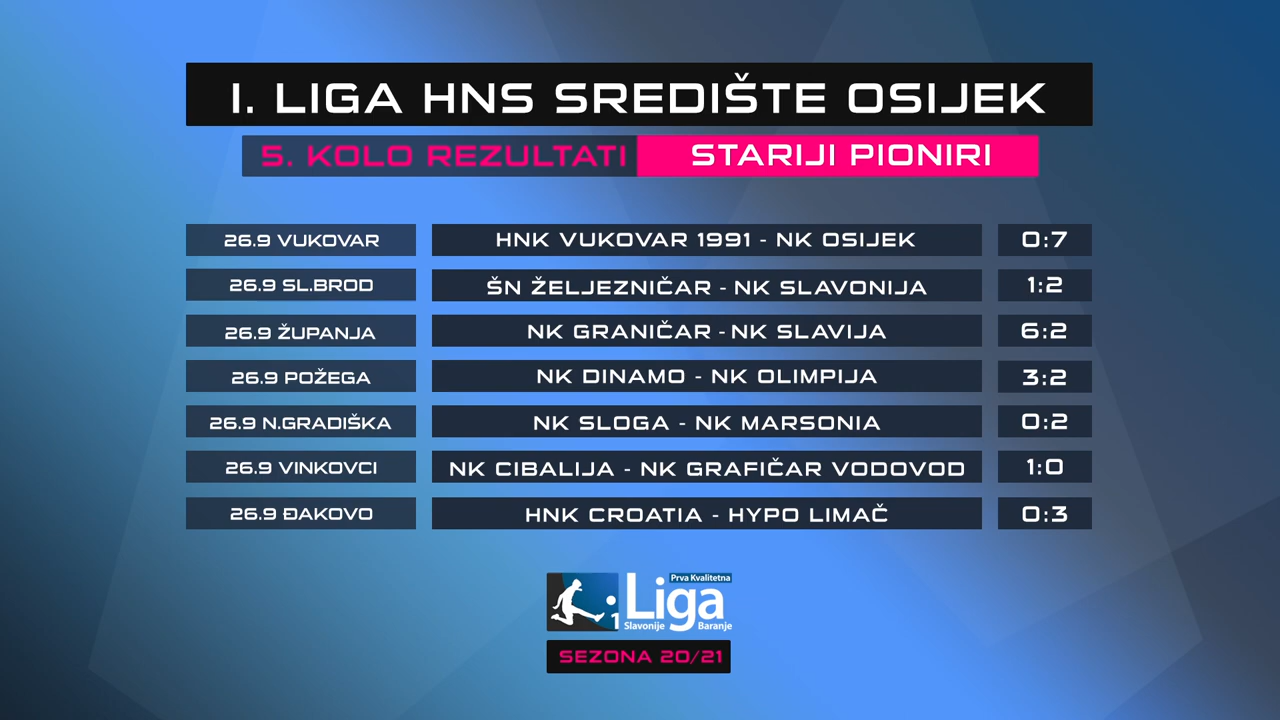 I. LIGA HNS SREDIŠTE OSIJEK
5. KOLO REZULTATI STARIJI PIONIRI
26.9 VUKOVAR HNK VUKOVAR 1991 - NK OSIJEK 0:7
26.9 SL.BROD ŠN ŽELJEZNIČAR - NK SLAVONIJA 1:2
26.9 ŽUPANJA NK GRANIČAR - NK SLAVIJA 6:2
26.9 POŽEGA NK DINAMO - NK OLIMPIJA 3:2
26.9 N.GRADIŠKA NK SLOGA - NK MARSONIA 0:2
26.9 VINKOVCI NK CIBALIJA - NK GRAFIČAR VODOVOD 1:0
26.9 ĐAKOVO HNK CROATIA - HYPO LIMAČ 0:3
Prva Kvalitetna
1 Liga
Slavonije Baranje
SEZONA 20/21